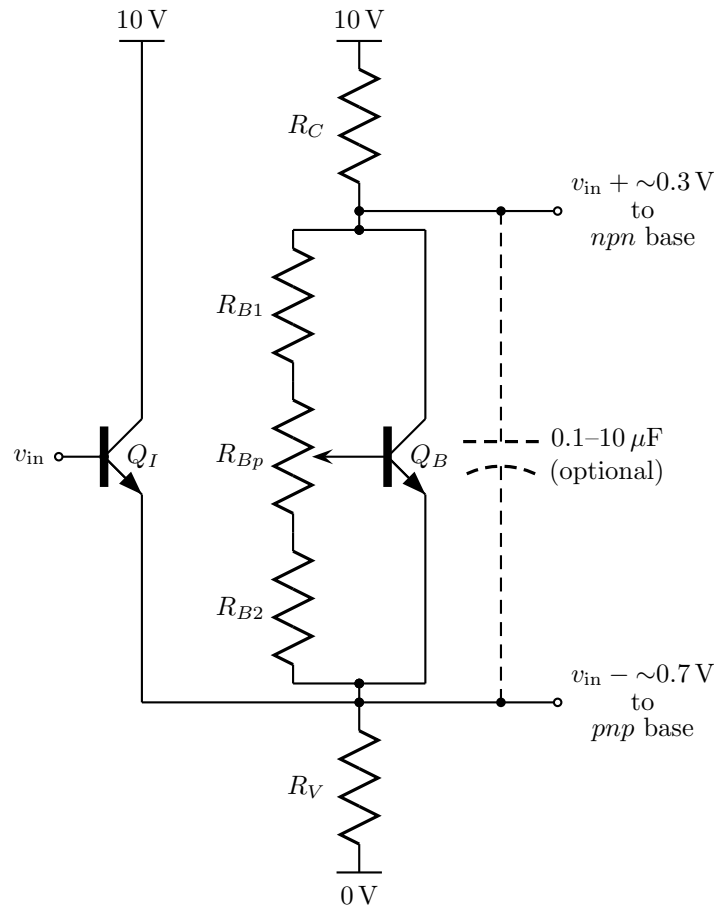 10 V
10 V
R_C
v_in + ~0.3 V
to
npn base
R_B1
v_in
Q_I
R_Bp
Q_B
0.1–10 μF
(optional)
R_B2
v_in − ~0.7 V
to
pnp base
R_V
0 V